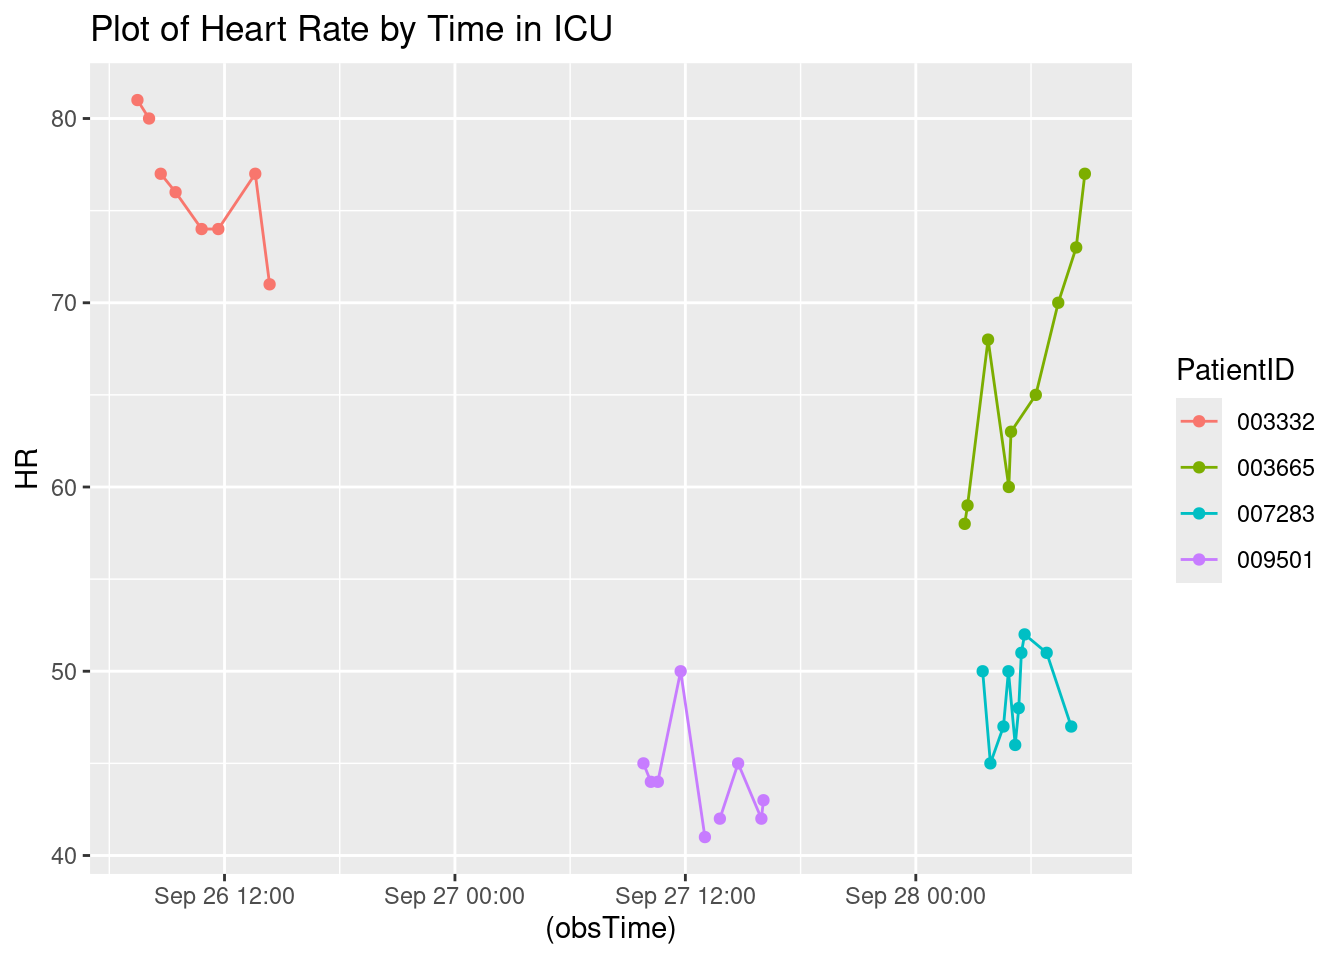 Plot of Heart Rate by Time in ICU
80
70
60
50
40
HR
Sep 26 12:00
Sep 27 00:00
Sep 27 12:00
Sep 28 00:00
(obsTime)
PatientID
003332
003665
007283
009501